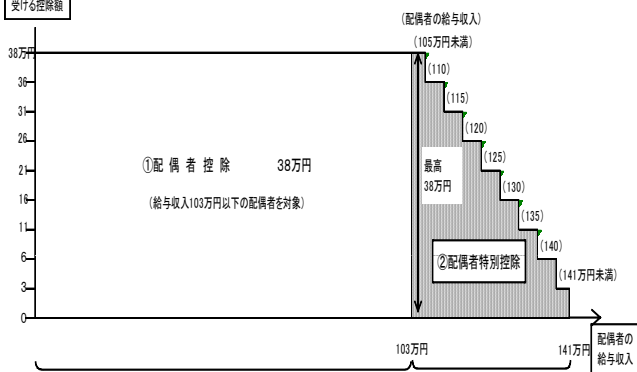 受ける控除額
(配偶者の給与収入)
(105万円未満)
38万円
(110)
36
(115)
31
(120)
26
(125)
①配偶者控除 38万円
最高
38万円
21
(130)
(給与収入103万円以下の配偶者を対象)
16
(135)
11
(140)
6
②配偶者特別控除
(141万円未満)
3
0
103万円
141万円
配偶者の
給与収入